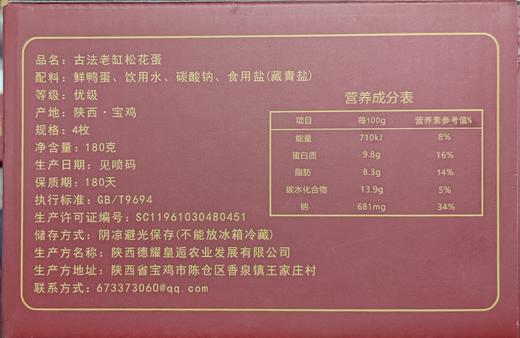 品名：古法老缸松花蛋
配料：鲜鸭蛋、饮用水、碳酸钠、食用盐(藏青盐)
等级：优级
产地：陕西·宝鸡
规格：4枚
净含量：180克
生产日期：见喷码
保质期：180天
执行标准：GB/T9694
生产许可证编号：SC11961030480451
储存方式：阴凉避光保存(不能放冰箱冷藏)
生产方名称：陕西德耀皇逅农业发展有限公司
生产方地址：陕西省宝鸡市陈仓区香泉镇王家庄村
联系方式：673373060@qq.com
营养成分表
项目 每100g 营养素参考值%
能量 710kJ 8%
蛋白质 9.8g 16%
脂肪 8.3g 14%
碳水化合物 13.9g 5%
钠 681mg 34%